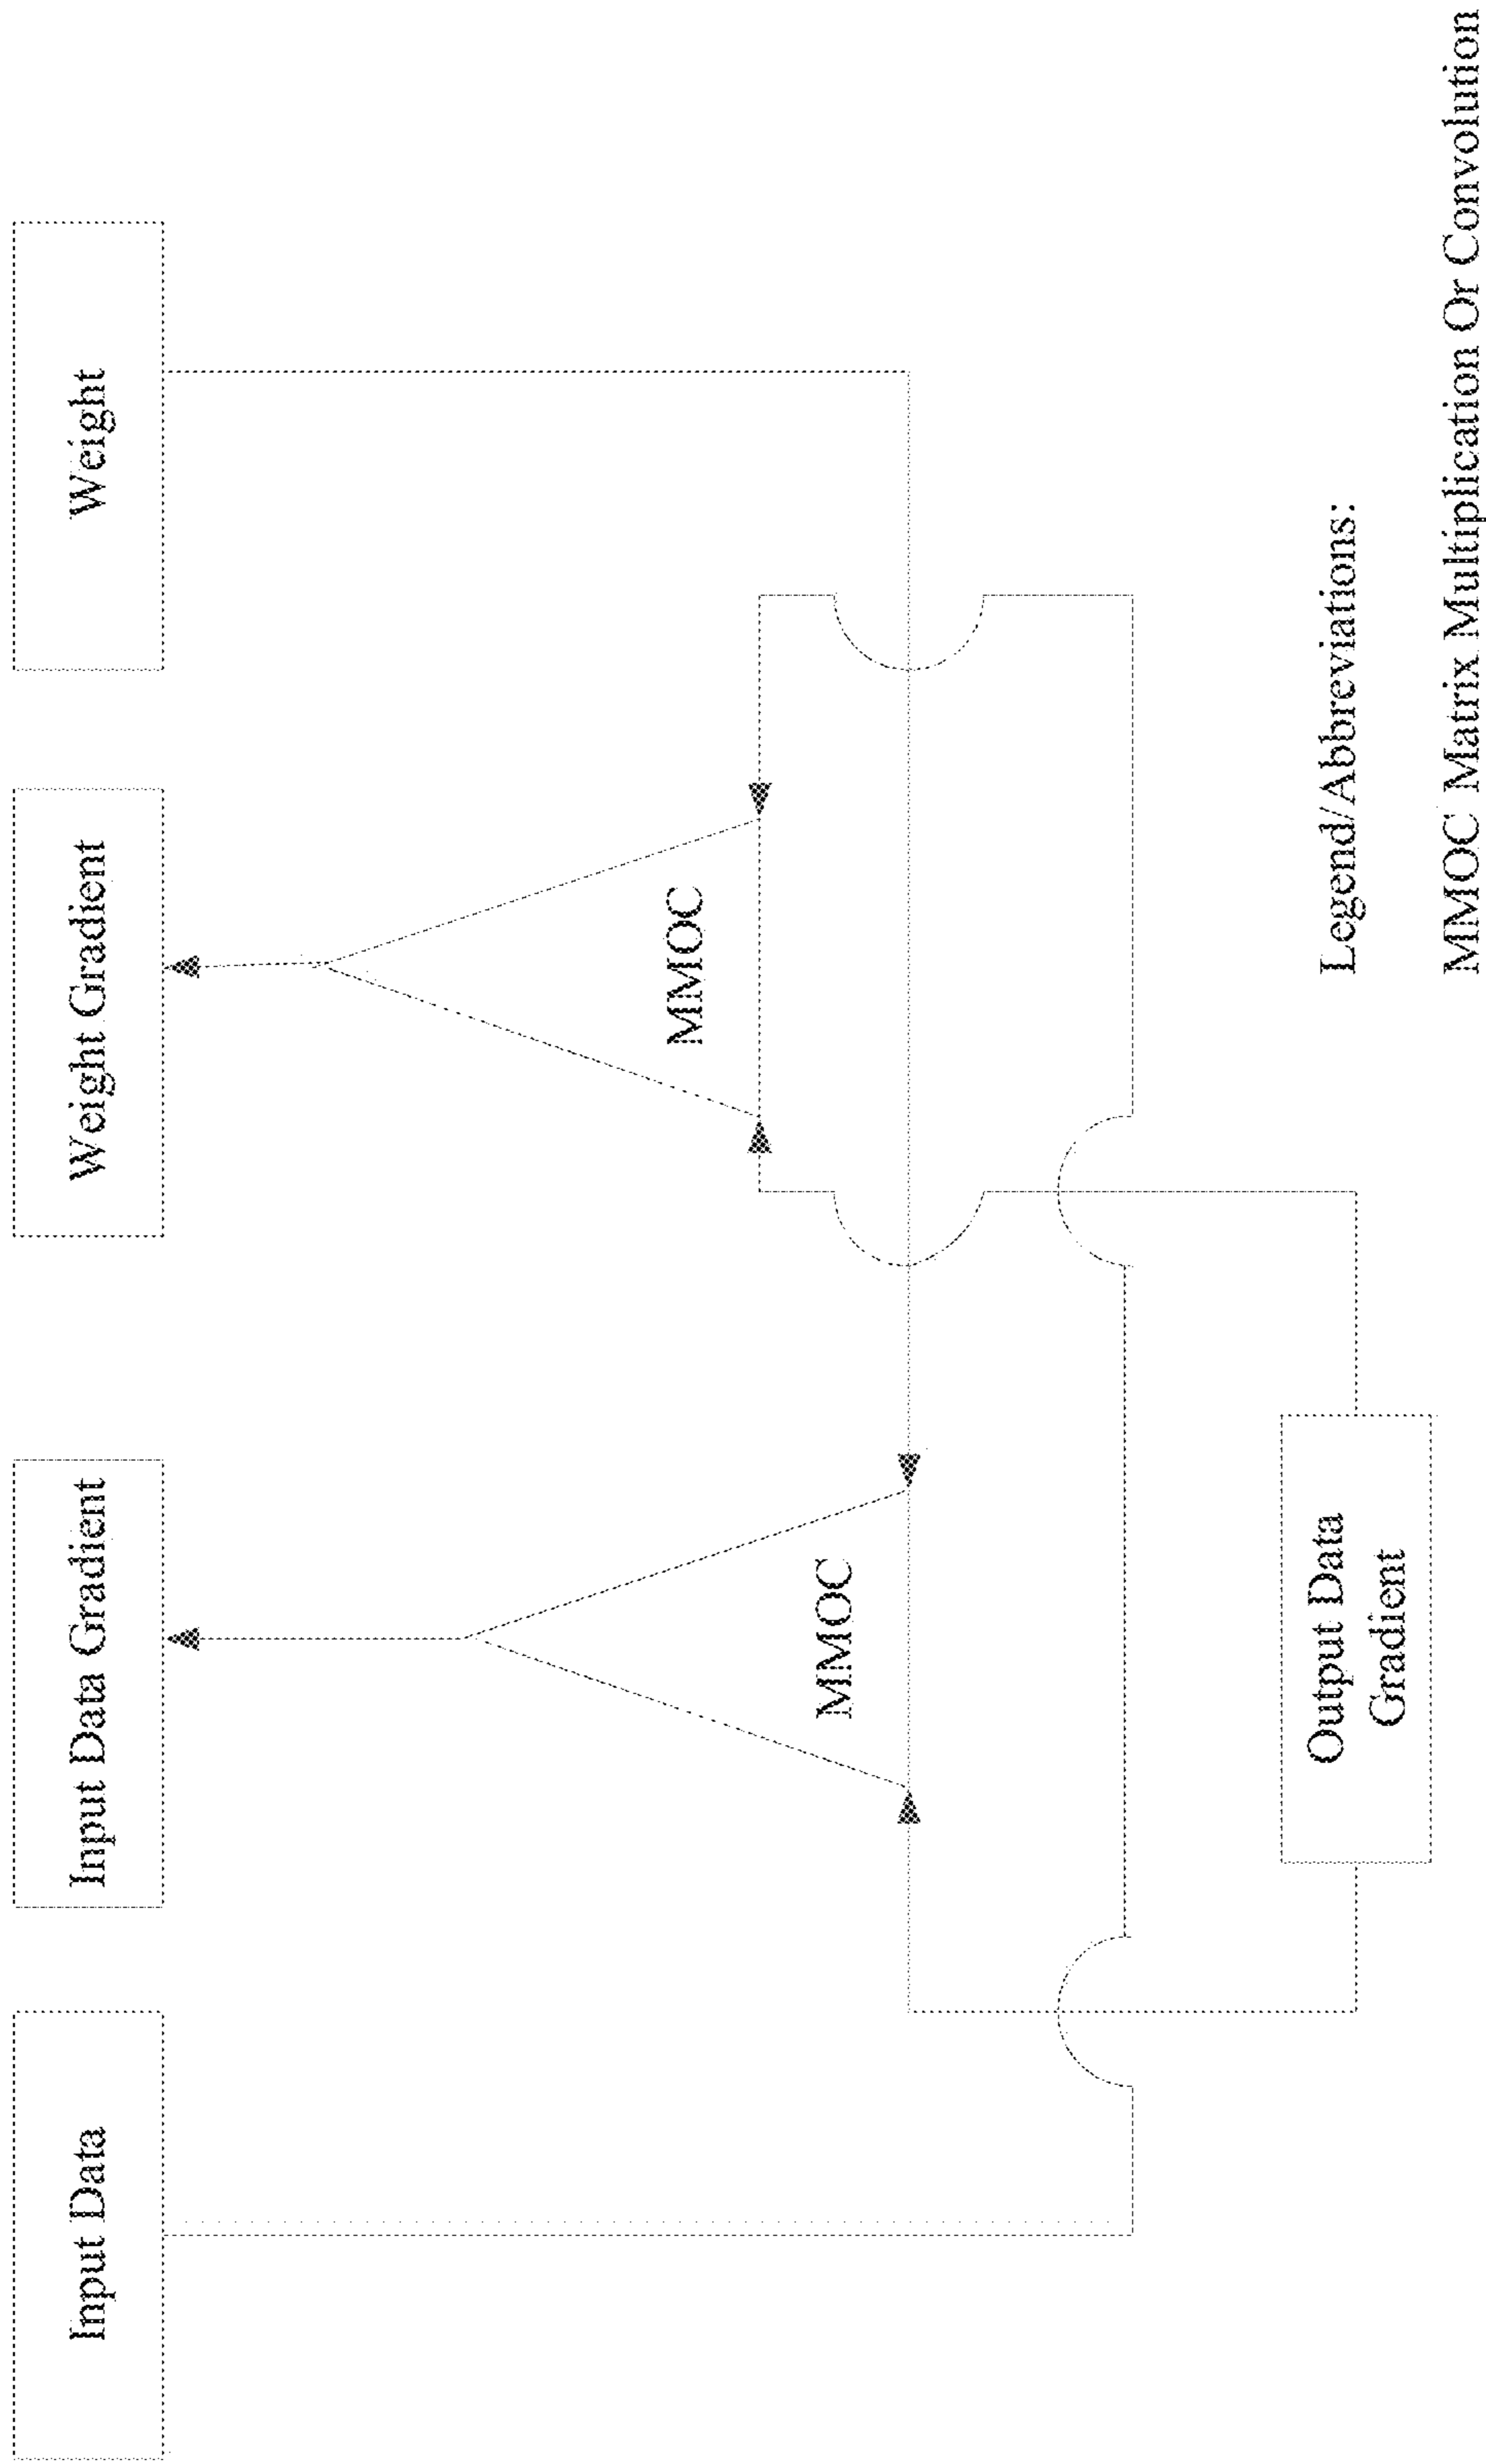 Input Data
Input Data Gradient
Weight Gradient
Weight
MMOC
MMOC
Output Data
Gradient
Legend/Abbreviations:
MMOC Matrix Multiplication Or Convolution